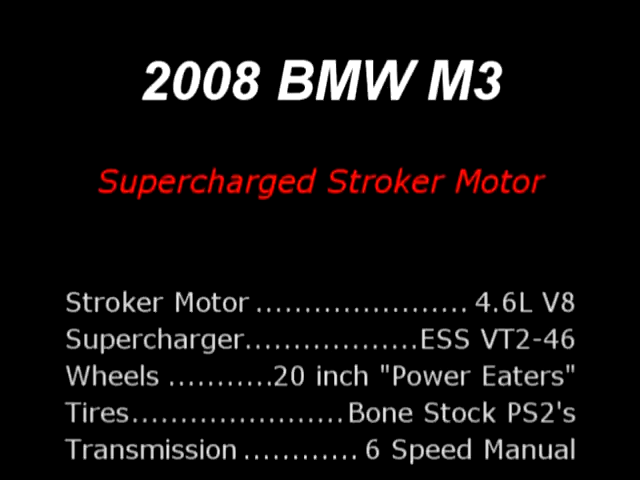 2008 BMW M3
Supercharged Stroker Motor
Stroker Motor ...................... 4.6L V8
Supercharger..................ESS VT2-46
Wheels ...........20 inch "Power Eaters"
Tires......................Bone Stock PS2's
Transmission ............ 6 Speed Manual